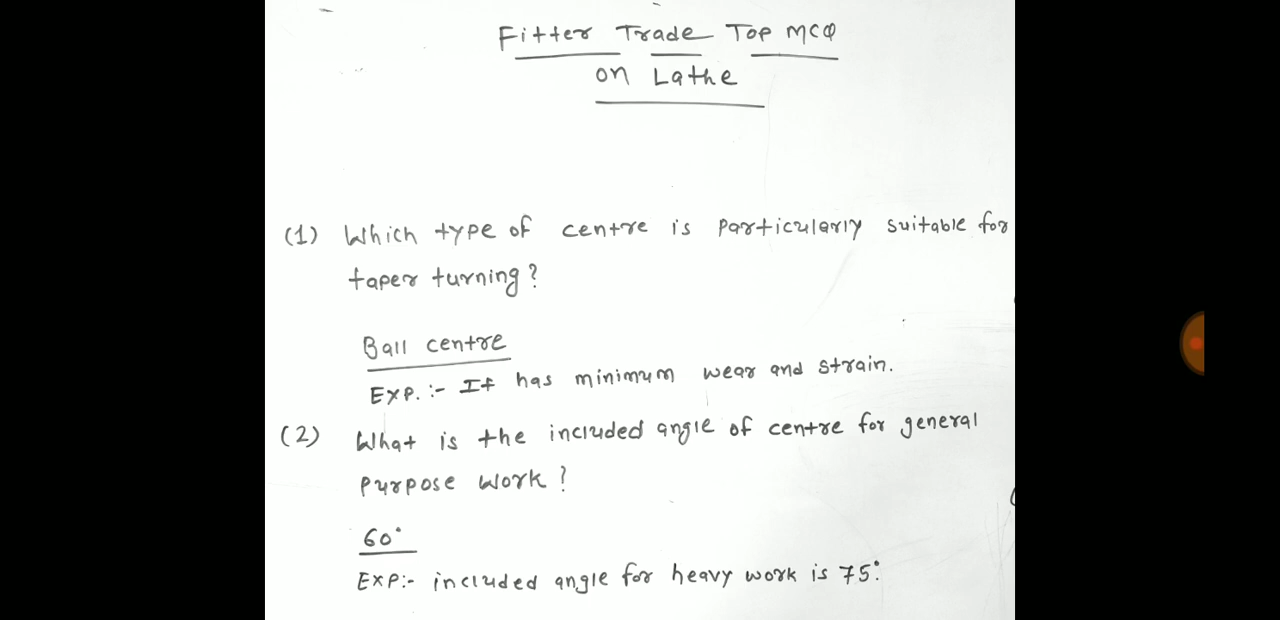 Fitter Trade Top MCQ
on Lathe
(1) Which type of centre is particularly suitable for
taper turning?
Ball centre
Exp. :- It has minimum wear and strain.
(2) What is the included angle of centre for general
purpose work?
60°
Exp:- included angle for heavy work is 75°.